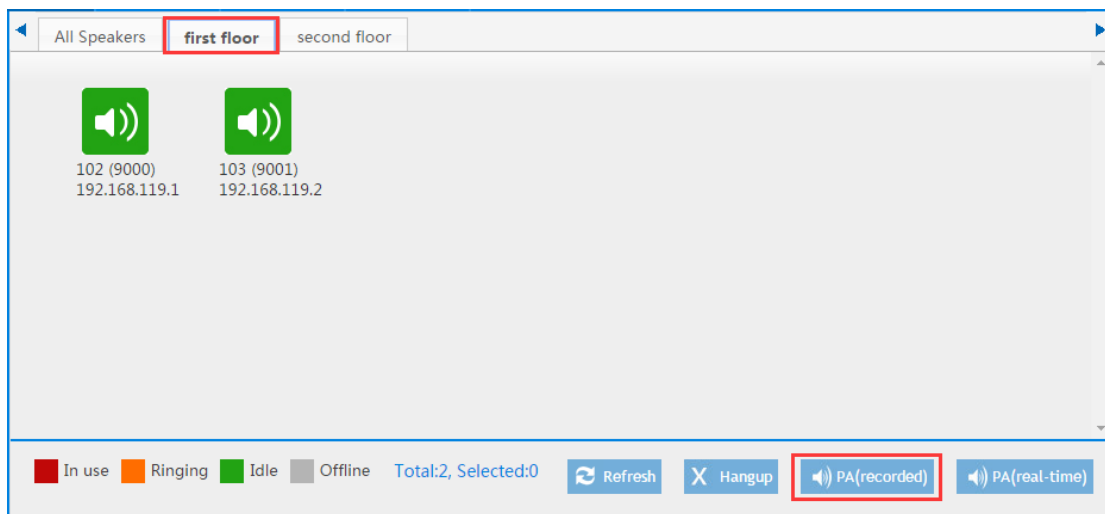 All Speakers first floor second floor
102 (9000) 103 (9001)
192.168.119.1 192.168.119.2
In use Ringing Idle Offline Total:2, Selected:0 Refresh X Hangup PA(recorded) PA(real-time)